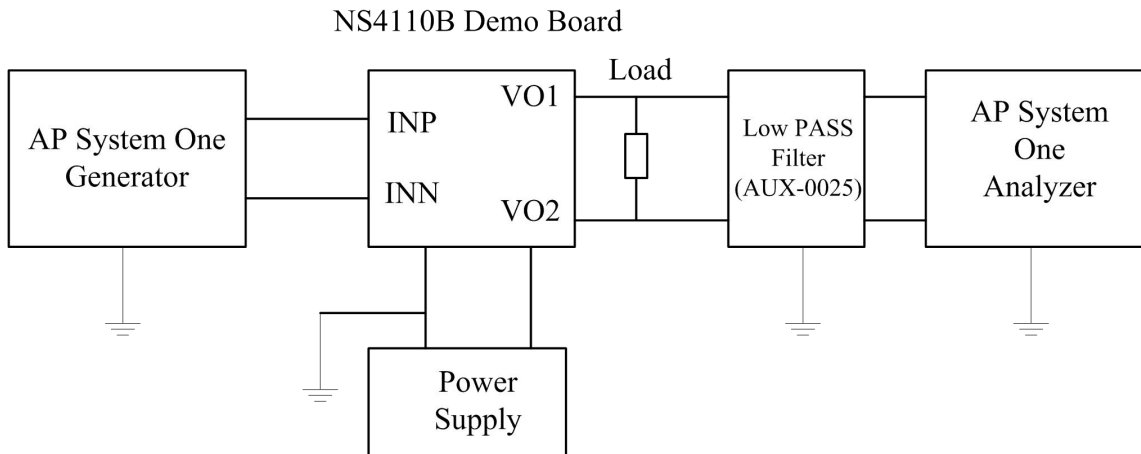 NS4110B Demo Board
AP System One
Generator
INP
INN
VO1
VO2
Load
Low PASS
Filter
(AUX-0025)
AP System
One
Analyzer
Power
Supply